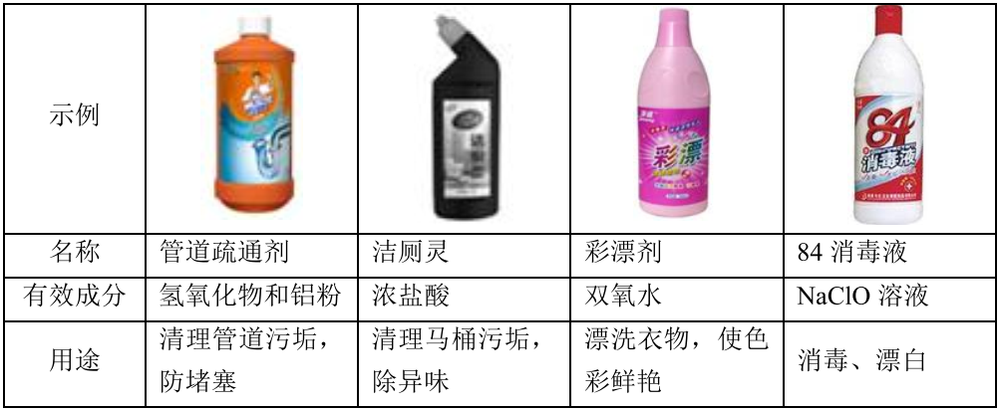 示例
彩漂
84
消毒液
名称
管道疏通剂
洁厕灵
彩漂剂
84 消毒液
有效成分
氢氧化物和铝粉
浓盐酸
双氧水
NaClO 溶液
用途
清理管道污垢，
防堵塞
清理马桶污垢，
除异味
漂洗衣物，使色
彩鲜艳
消毒、漂白